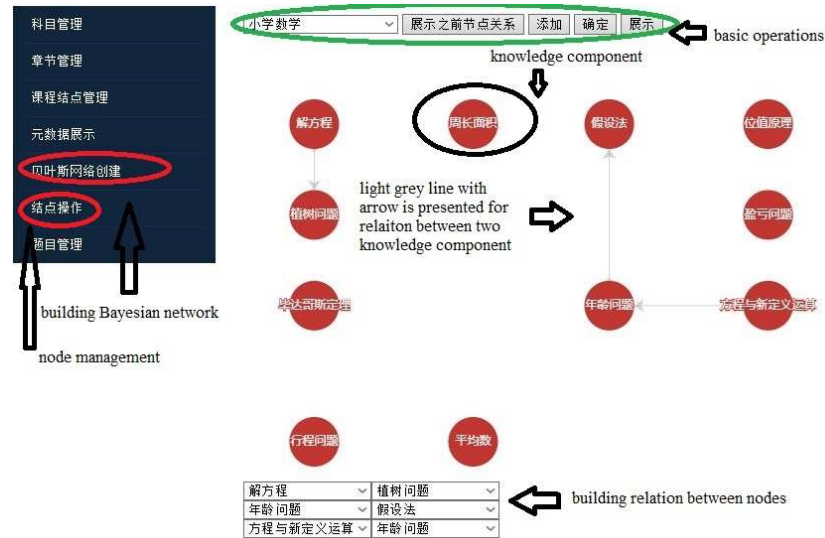 科目管理
章节管理
课程结点管理
元数据展示
贝叶斯网络创建
结点操作
题目管理
building Bayesian network
node management
小学数学
展示之前节点关系
添加
确定
展示
basic operations
knowledge component
解方程
周长面积
假设法
位值原理
light grey line with
arrow is presented for
relaiton between two
knowledge component
植树问题
盈亏问题
毕达哥斯定理
年龄问题
方程与新定义运算
行程问题
平均数
解方程
植树问题
年龄问题
假设法
方程与新定义运算
年龄问题
building relation between nodes